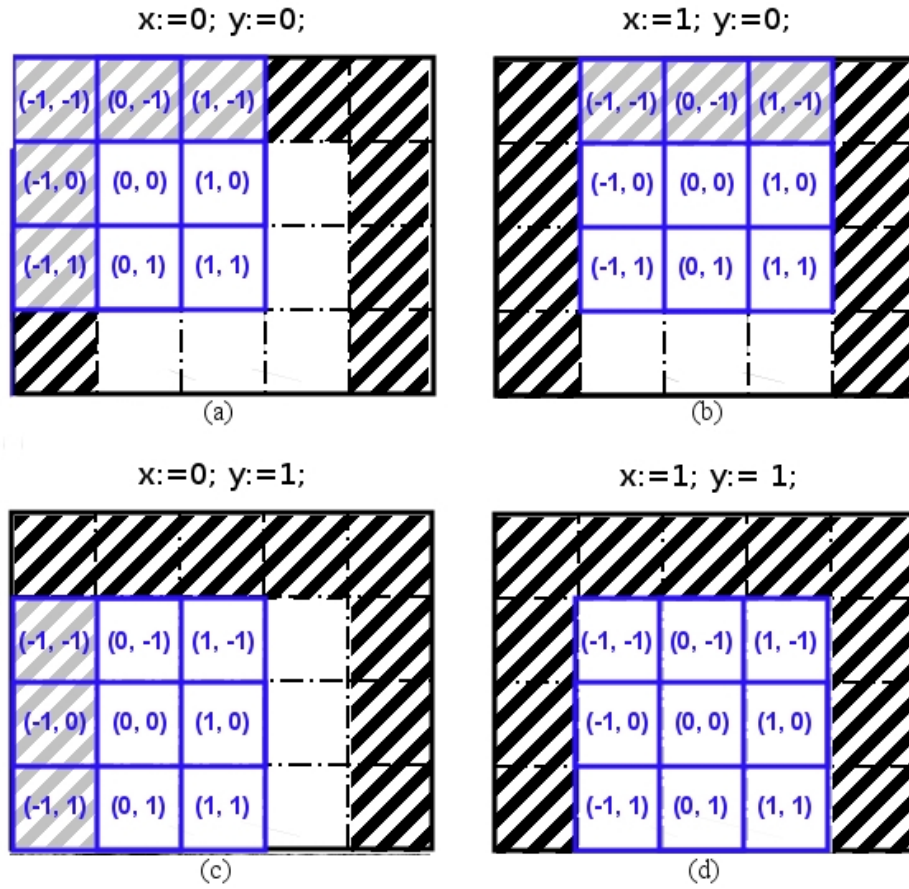 x:=0; y:=0;
x:=1; y:=0;
(-1, -1) (0, -1) (1, -1)
(-1, 0) (0, 0) (1, 0)
(-1, 1) (0, 1) (1, 1)
(a)
(-1, -1) (0, -1) (1, -1)
(-1, 0) (0, 0) (1, 0)
(-1, 1) (0, 1) (1, 1)
(b)
x:=0; y:=1;
x:=1; y:= 1;
(-1, -1) (0, -1) (1, -1)
(-1, 0) (0, 0) (1, 0)
(-1, 1) (0, 1) (1, 1)
(c)
(-1, -1) (0, -1) (1, -1)
(-1, 0) (0, 0) (1, 0)
(-1, 1) (0, 1) (1, 1)
(d)